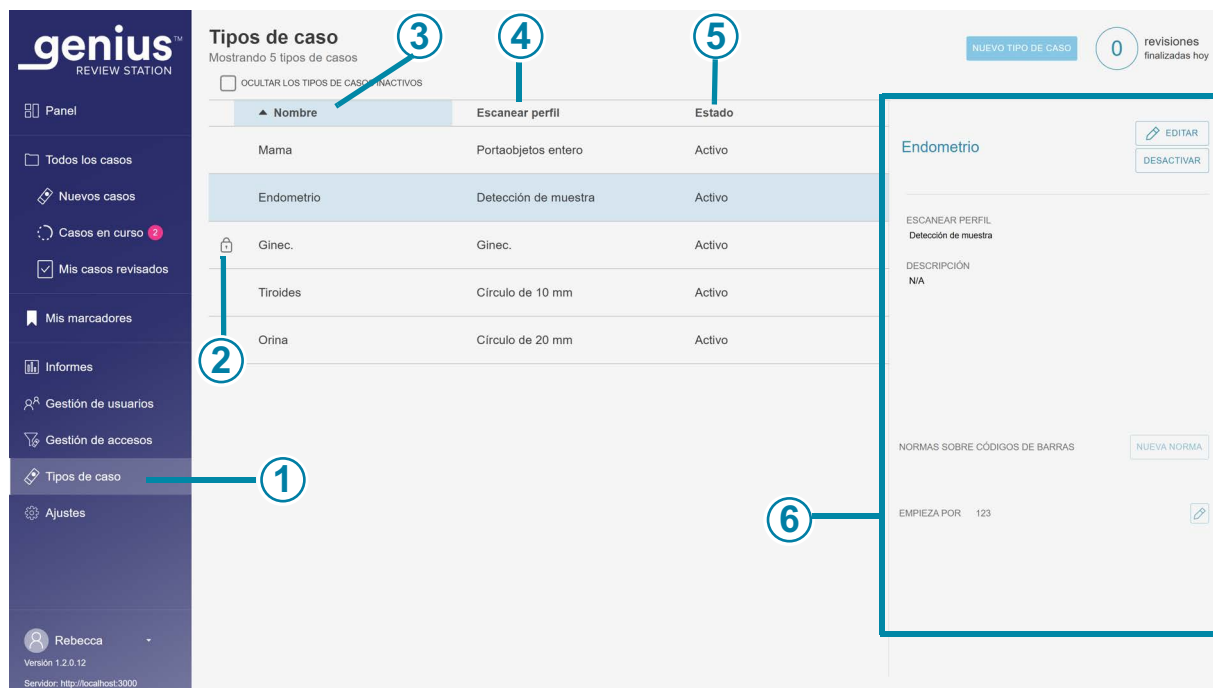 genius™
REVIEW STATION
Panel
Todos los casos
Nuevos casos
Casos en curso 2
Mis casos revisados
Mis marcadores
Informes
Gestión de usuarios
Gestión de accesos
Tipos de caso
Ajustes
Rebecca
Versión 1.2.0.12
Servidor: http://localhost:3000
Tipos de caso
Mostrando 5 tipos de casos
OCULTAR LOS TIPOS DE CASOS INACTIVOS
NUEVO TIPO DE CASO
0 revisiones
finalizadas hoy
3
4
5
Nombre Escanear perfil Estado
Mama Portaobjetos entero Activo
Endometrio Detección de muestra Activo
Ginec. Ginec. Activo
Tiroides Círculo de 10 mm Activo
Orina Círculo de 20 mm Activo
2
1
6
Endometrio
EDITAR
DESACTIVAR
ESCANEAR PERFIL
Detección de muestra
DESCRIPCIÓN
N/A
NORMAS SOBRE CÓDIGOS DE BARRAS NUEVA NORMA
EMPIEZA POR 123